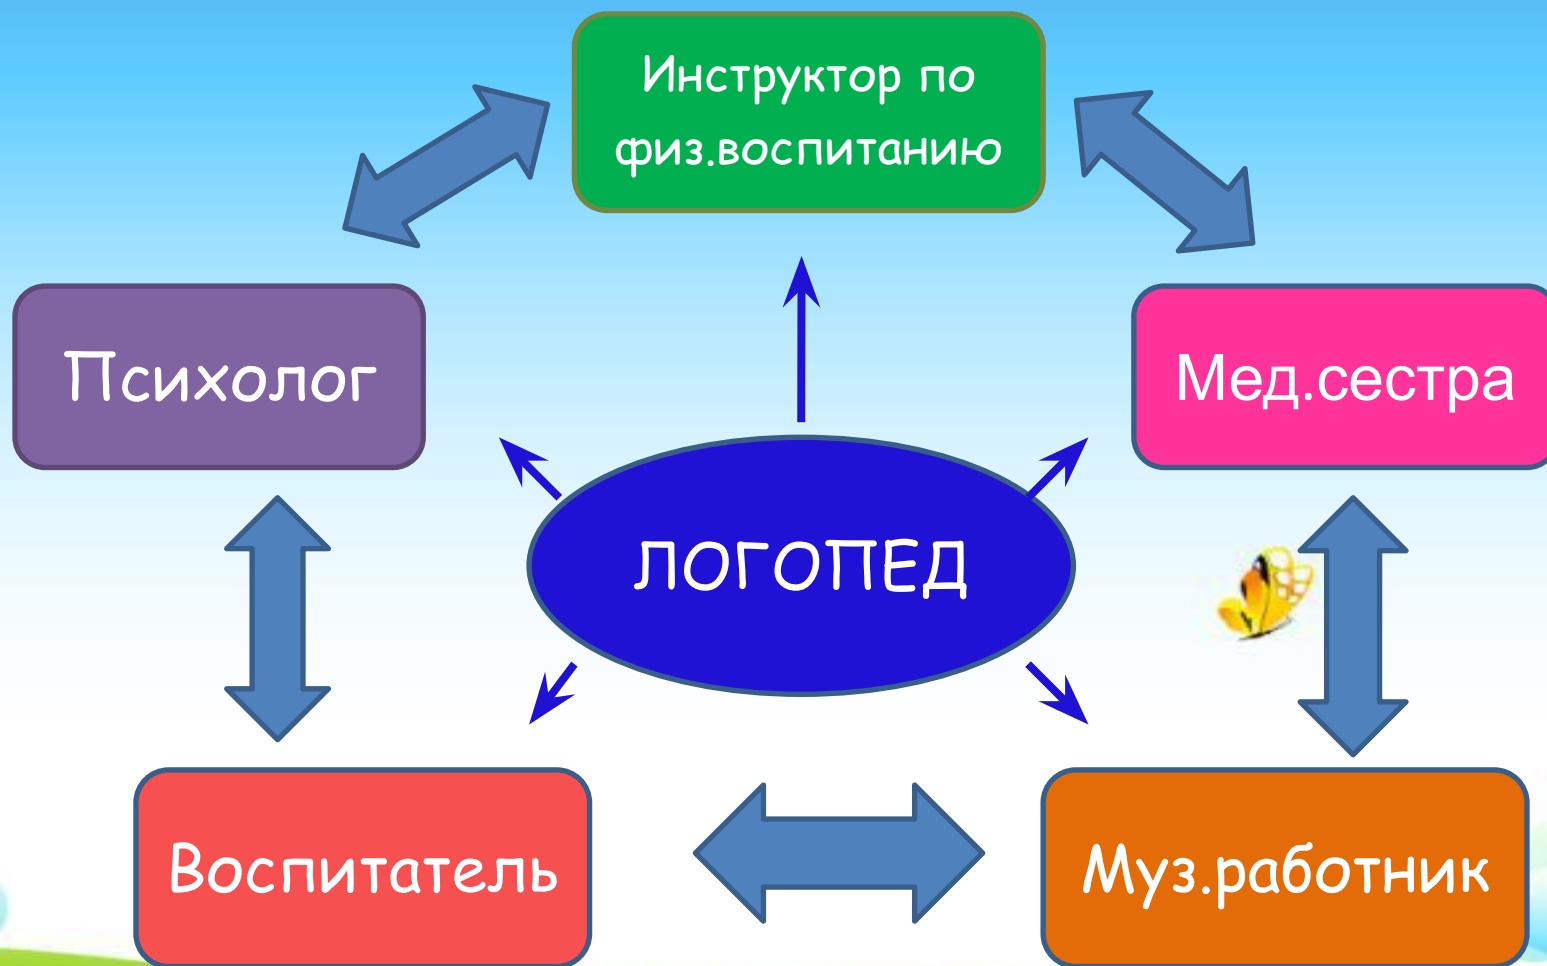 Инструктор по
физ.воспитанию
Психолог
Мед.сестра
ЛОГОПЕД
Воспитатель
Муз.работник